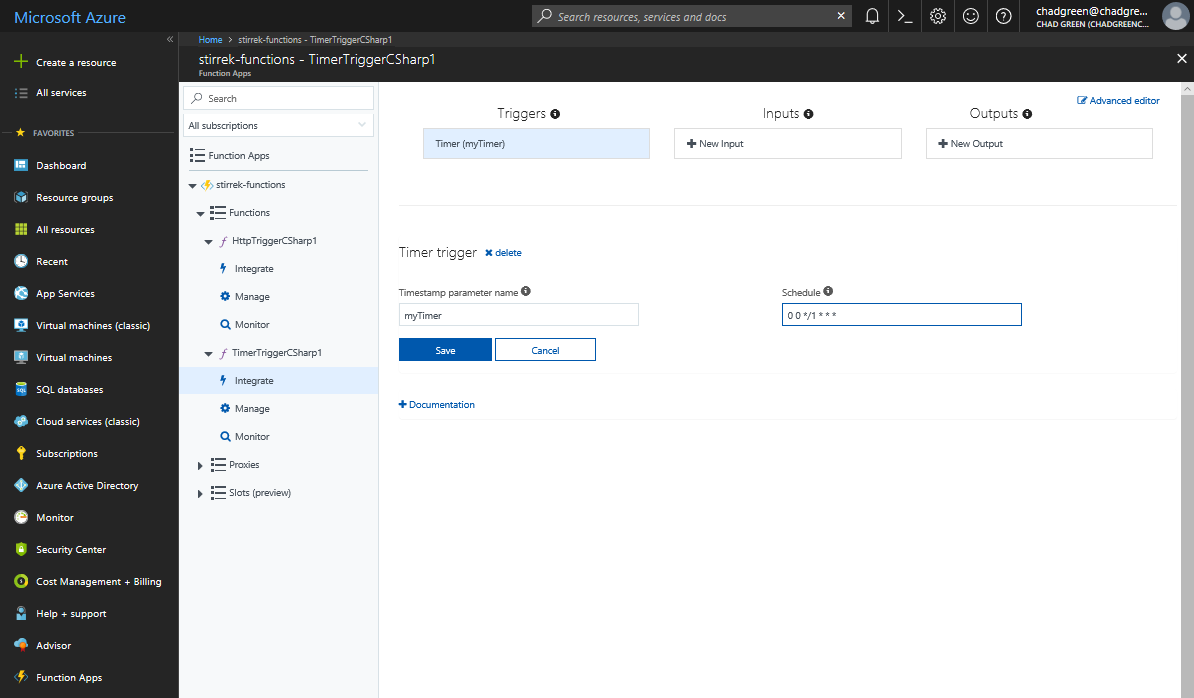 Microsoft Azure
Search resources, services and docs
chadgreen@chadgre...
CHAD GREEN (CHADGREENC...
Create a resource
All services
FAVORITES
Dashboard
Resource groups
All resources
Recent
App Services
Virtual machines (classic)
Virtual machines
SQL databases
Cloud services (classic)
Subscriptions
Azure Active Directory
Monitor
Security Center
Cost Management + Billing
Help + support
Advisor
Function Apps
Home > stirrek-functions - TimerTriggerCSharp1
stirrek-functions - TimerTriggerCSharp1
Function Apps
Search
All subscriptions
Function Apps
stirrek-functions
Functions
HttpTriggerCSharp1
Integrate
Manage
Monitor
TimerTriggerCSharp1
Integrate
Manage
Monitor
Proxies
Slots (preview)
Advanced editor
Triggers
Timer (myTimer)
Inputs
New Input
Outputs
New Output
Timer trigger delete
Timestamp parameter name
myTimer
Schedule
0 0 */1 * * *
Save
Cancel
Documentation